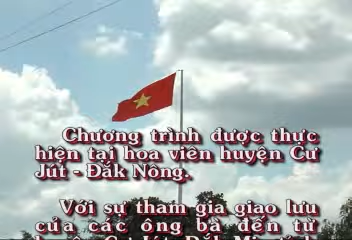 Chương trình được thực
hiện tại hoa viên huyện Cư
Jút - Đắk Nông.
Với sự tham gia giao lưu
của các ông bà đến từ